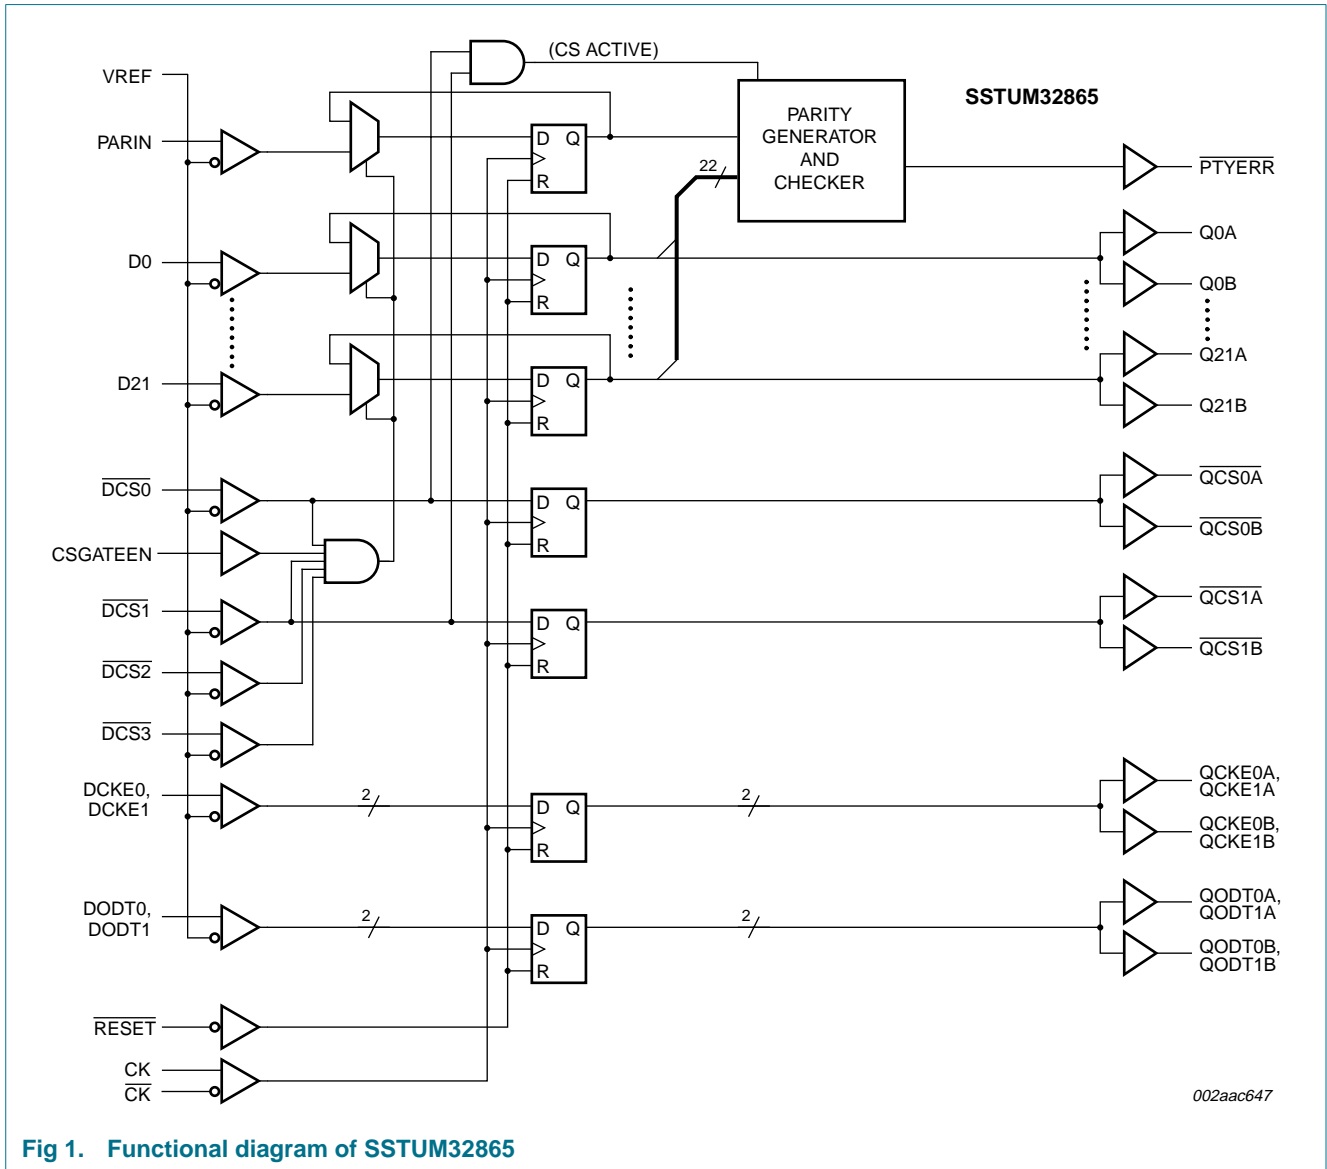 (CS ACTIVE)
VREF
SSTUM32865
PARITY
GENERATOR
AND
CHECKER
PARIN
D Q
R
22
PTYERR
D0
D Q
R
Q0A
Q0B
D21
D Q
R
Q21A
Q21B
DCS0
D Q
R
QCS0A
QCS0B
CSGATEEN
DCS1
D Q
R
QCS1A
QCS1B
DCS2
DCS3
DCKE0,
DCKE1
2
D Q
R
2
QCKE0A,
QCKE1A
QCKE0B,
QCKE1B
DODT0,
DODT1
2
D Q
R
2
QODT0A,
QODT1A
QODT0B,
QODT1B
RESET
CK
CK
002aac647
Fig 1. Functional diagram of SSTUM32865